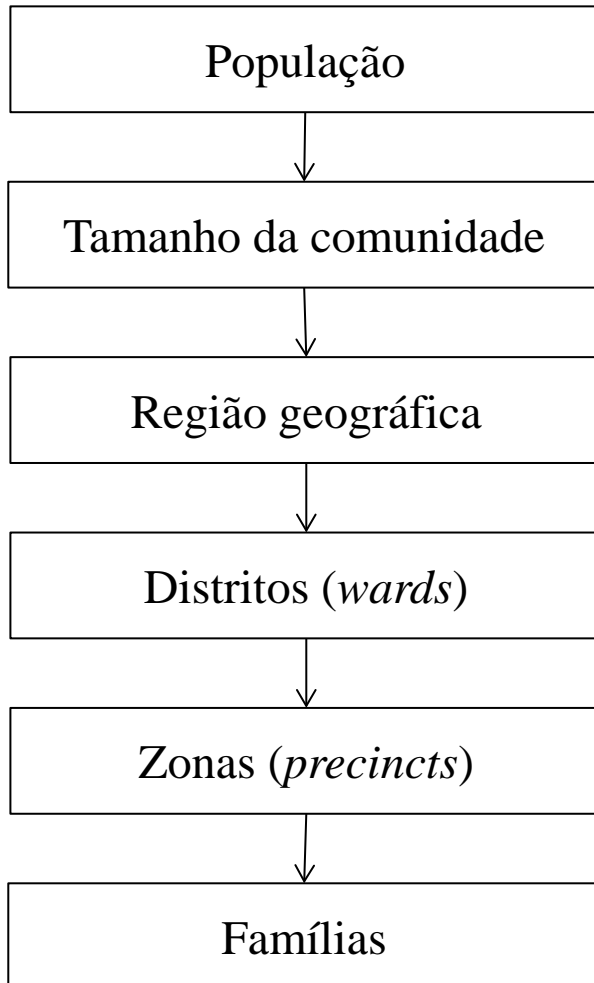 População
Tamanho da comunidade
Região geográfica
Distritos (wards)
Zonas (precincts)
Famílias